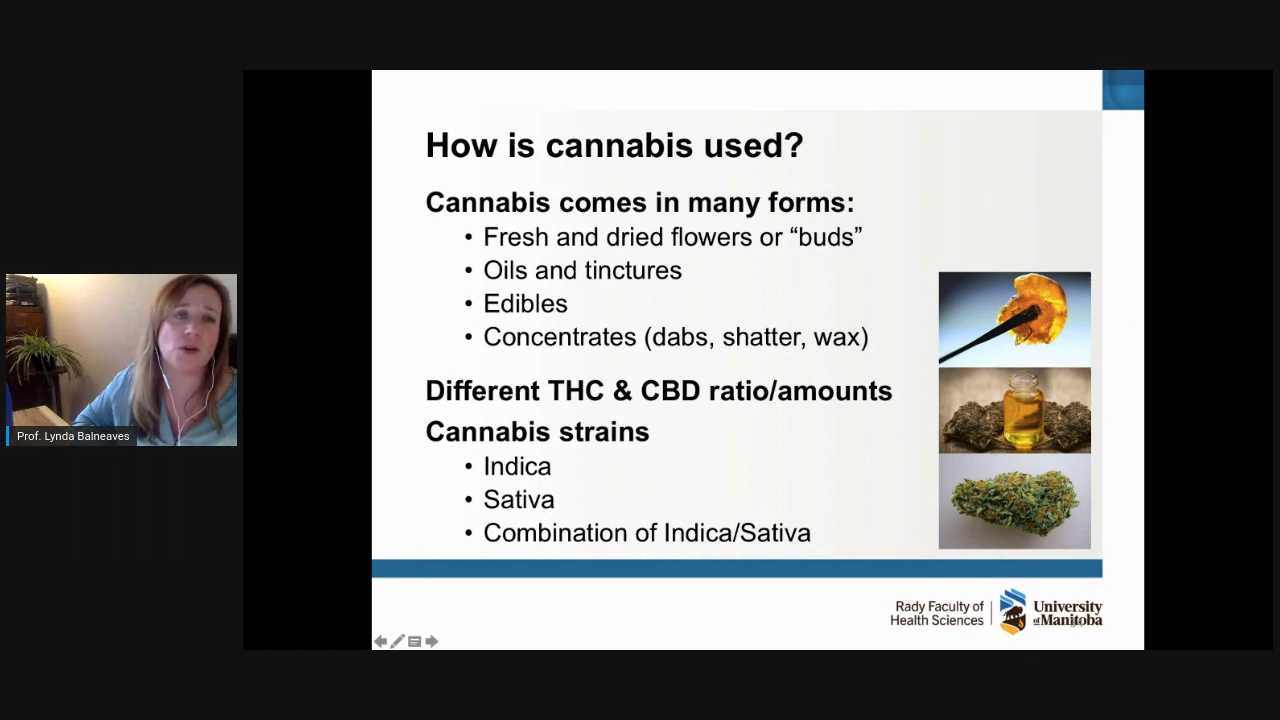 How is cannabis used?
Cannabis comes in many forms:
• Fresh and dried flowers or “buds”
• Oils and tinctures
• Edibles
• Concentrates (dabs, shatter, wax)
Different THC & CBD ratio/amounts
Cannabis strains
• Indica
• Sativa
• Combination of Indica/Sativa
Prof. Lynda Balneaves
Rady Faculty of
Health Sciences
University
of Manitoba